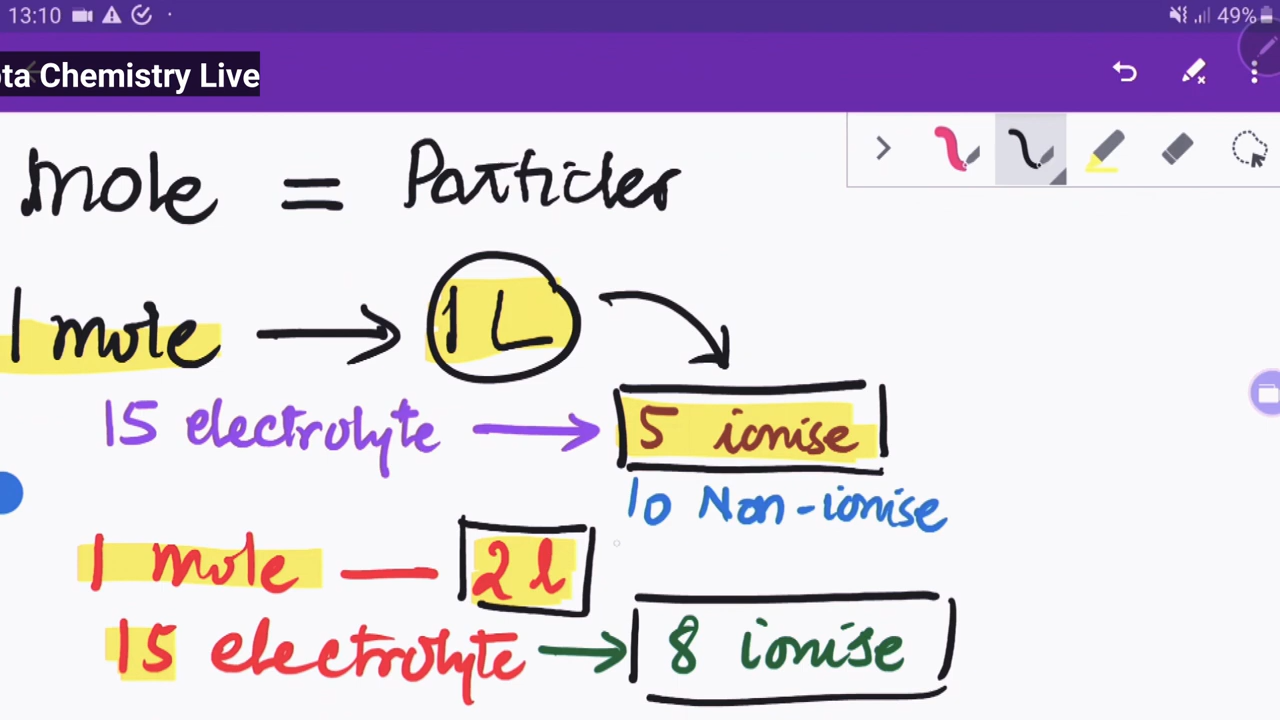 13:10 49%
ota Chemistry Live
mole = Particles
1 mole → 1 L
15 electrolyte → 5 ionise
10 Non-ionise
1 mole — 2 l
15 electrolyte → 8 ionise